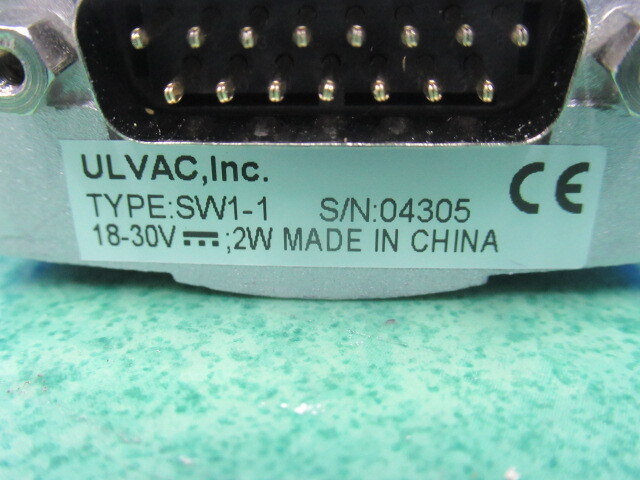 ULVAC,Inc.
TYPE:SW1-1 S/N:04305
18-30V ⎓;2W MADE IN CHINA
CE